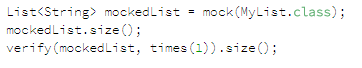 List<String> mockedList = mock(MyList.class);
mockedList.size();
verify(mockedList, times(1)).size();